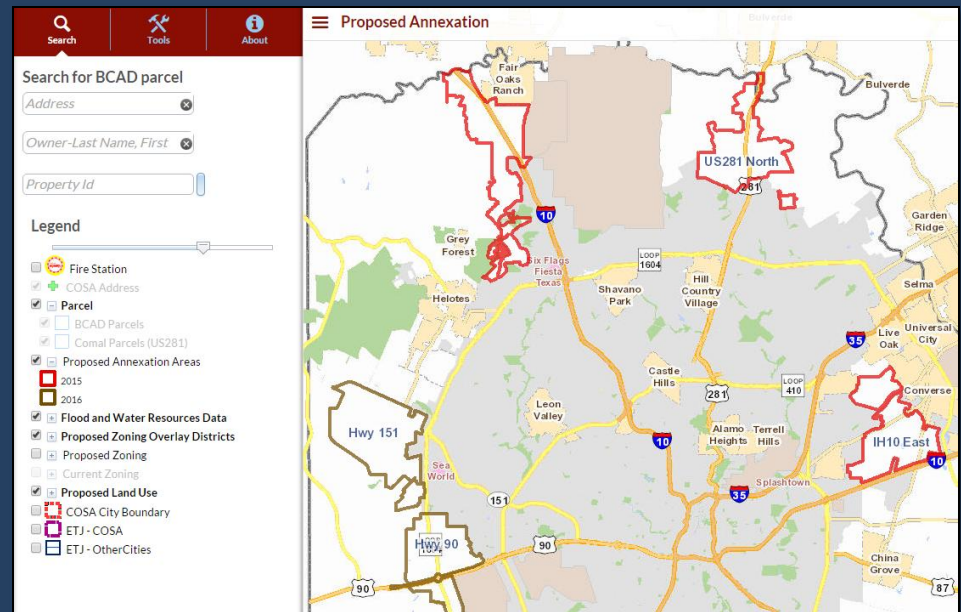 Search
Tools
About
Proposed Annexation
Search for BCAD parcel
Address
Owner-Last Name, First
Property Id
Legend
Fire Station
COSA Address
Parcel
BCAD Parcels
Comal Parcels (US281)
Proposed Annexation Areas
2015
2016
Flood and Water Resources Data
Proposed Zoning Overlay Districts
Proposed Zoning
Current Zoning
Proposed Land Use
COSA City Boundary
ETJ - COSA
ETJ - OtherCities
Bulverde
Fair
Oaks
Ranch
Bulverde
US281 North
281
10
Garden
Ridge
Grey
Forest
Six Flags
Fiesta
Texas
LOOP
1604
Hill
Country
Village
Shavano
Park
Selma
Helotes
35
Live
Oak
Universal
City
Castle
Hills
LOOP
410
Converse
281
Leon
Valley
Hwy 151
Alamo
Heights
Terrell
Hills
IH10 East
10
10
Sea
World
Splashtown
35
151
Hwy 90
90
China
Grove
90
87